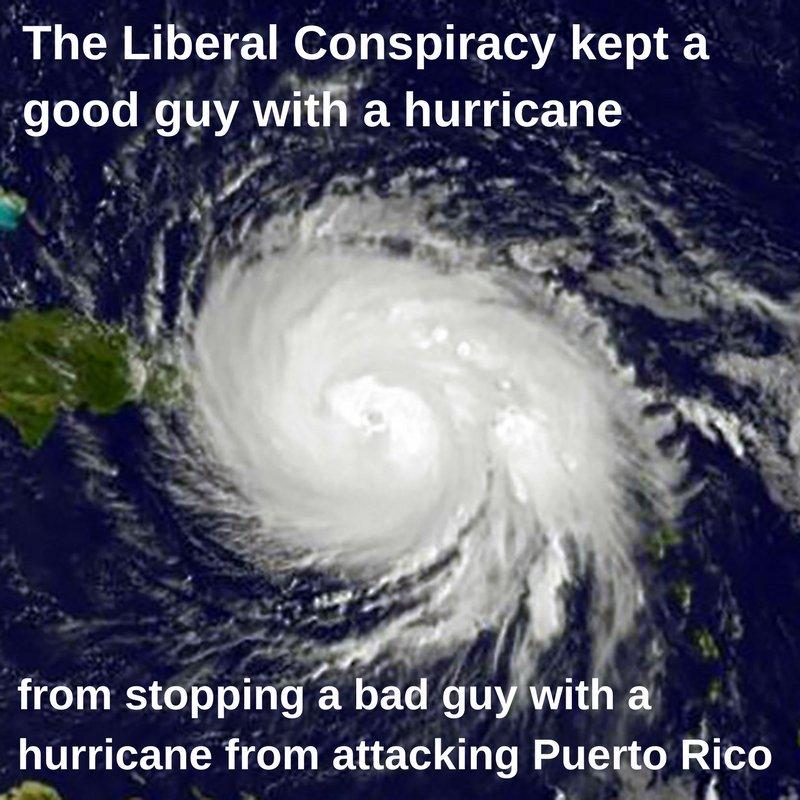 The Liberal Conspiracy kept a
good guy with a hurricane
from stopping a bad guy with a
hurricane from attacking Puerto Rico